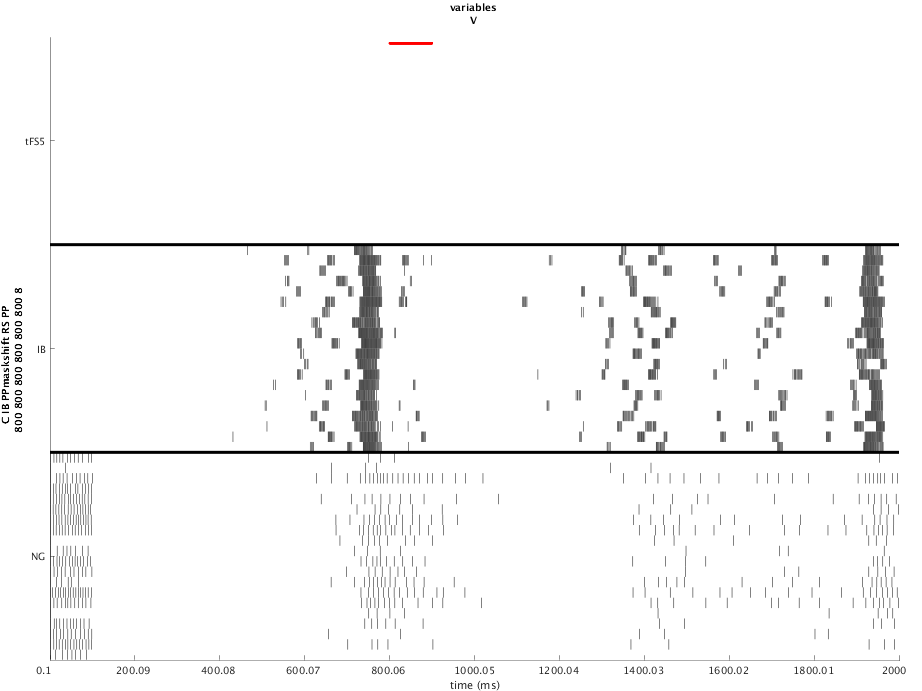 variables
V
tFS5
IB
NG
C IB PPmaskshift RS PP
800 800 800 800 800 800 8
0.1 200.09 400.08 600.07 800.06 1000.05 1200.04 1400.03 1600.02 1800.01 2000
time (ms)